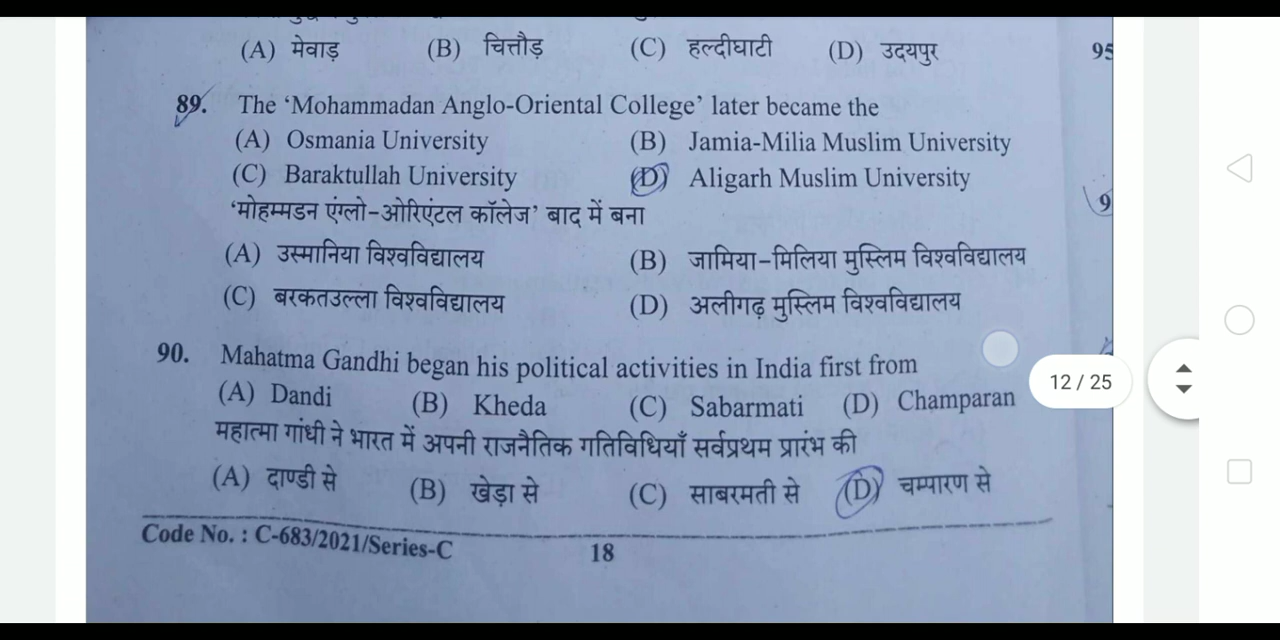 (A) मेवाड़ (B) चित्तौड़ (C) हल्दीघाटी (D) उदयपुर 95
89. The ‘Mohammadan Anglo-Oriental College’ later became the
(A) Osmania University (B) Jamia-Milia Muslim University
(C) Baraktullah University (D) Aligarh Muslim University
9
‘मोहम्मडन एंग्लो-ओरिएंटल कॉलेज’ बाद में बना
(A) उस्मानिया विश्वविद्यालय (B) जामिया-मिलिया मुस्लिम विश्वविद्यालय
(C) बरकतउल्ला विश्वविद्यालय (D) अलीगढ़ मुस्लिम विश्वविद्यालय
90. Mahatma Gandhi began his political activities in India first from
12 / 25
(A) Dandi (B) Kheda (C) Sabarmati (D) Champaran
महात्मा गांधी ने भारत में अपनी राजनैतिक गतिविधियाँ सर्वप्रथम प्रारंभ की
(A) दाण्डी से (B) खेड़ा से (C) साबरमती से (D) चम्पारण से
Code No. : C-683/2021/Series-C 18